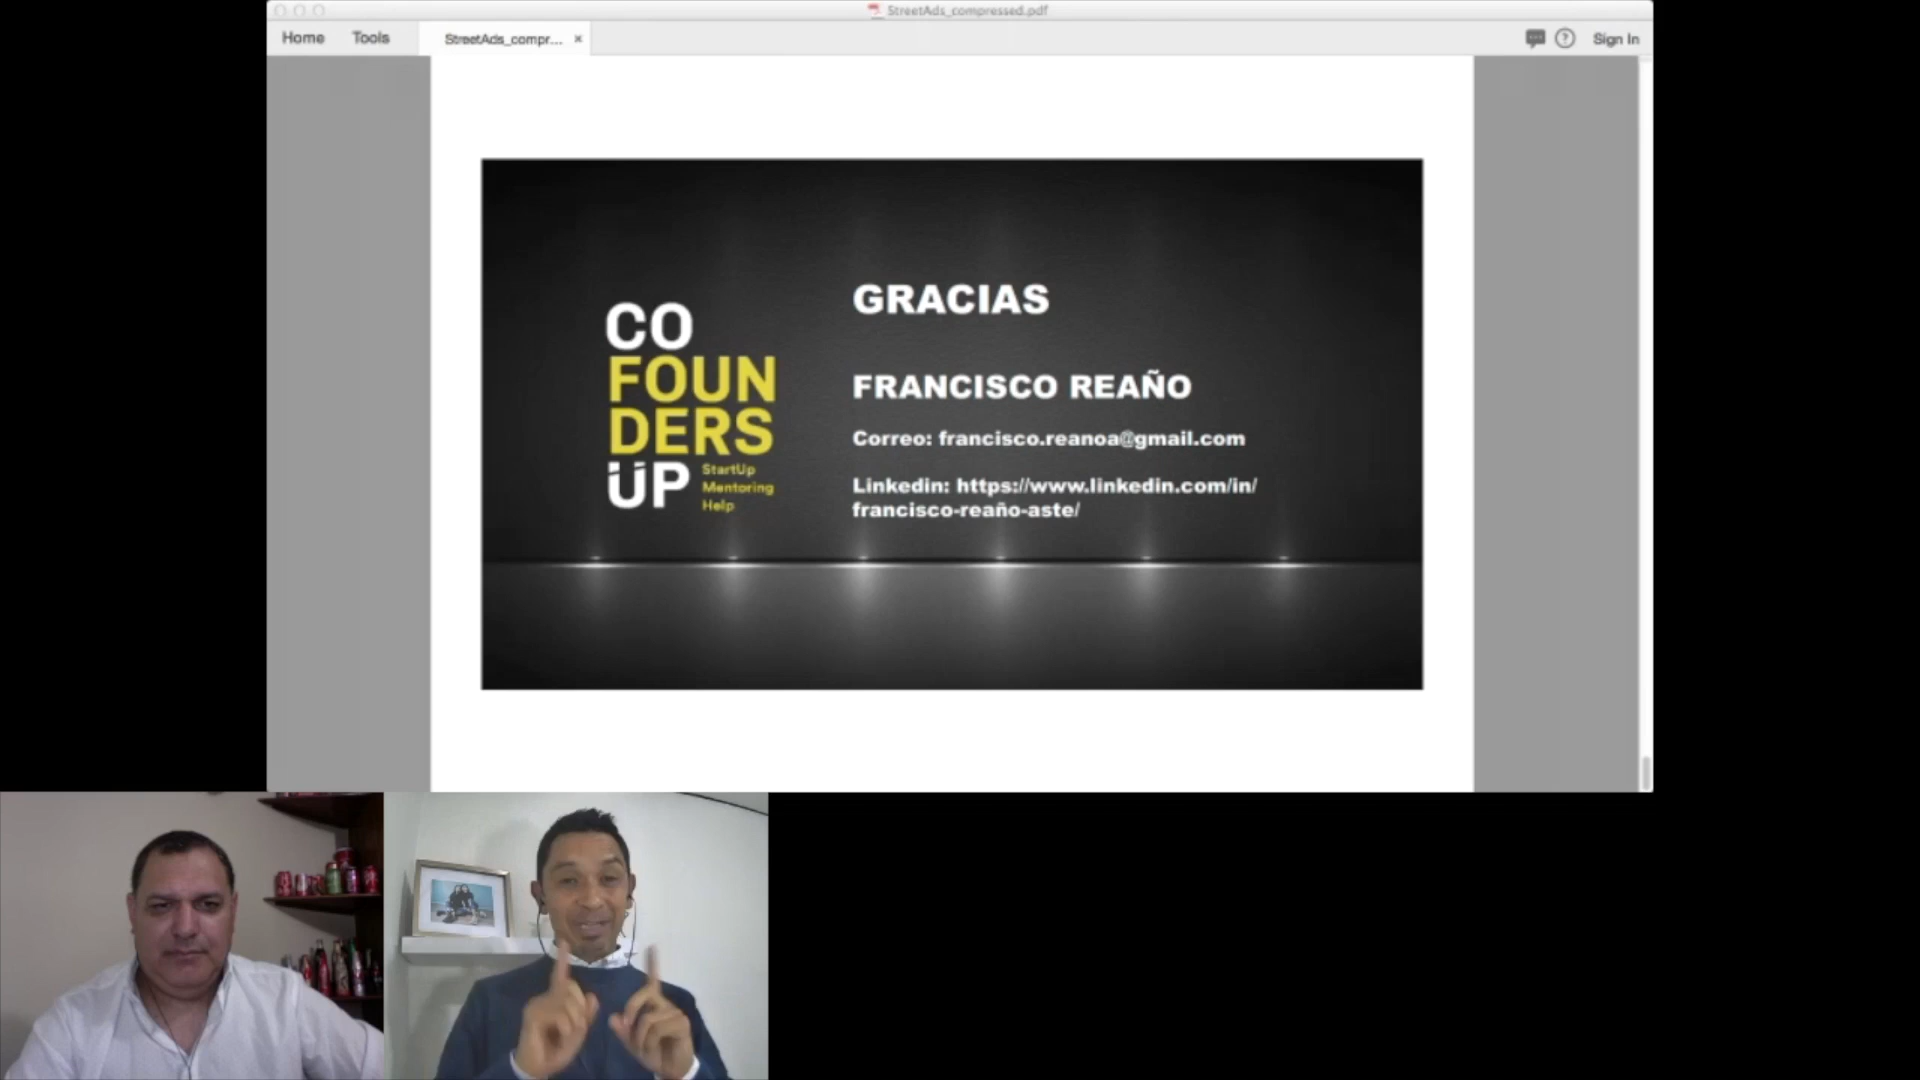 StreetAds_compressed.pdf
Home Tools StreetAds_compr... × ? Sign In
GRACIAS
CO
FOUN
DERS
UP
StartUp
Mentoring
Help
FRANCISCO REAÑO
Correo: francisco.reanoa@gmail.com
Linkedin: https://www.linkedin.com/in/
francisco-reaño-aste/